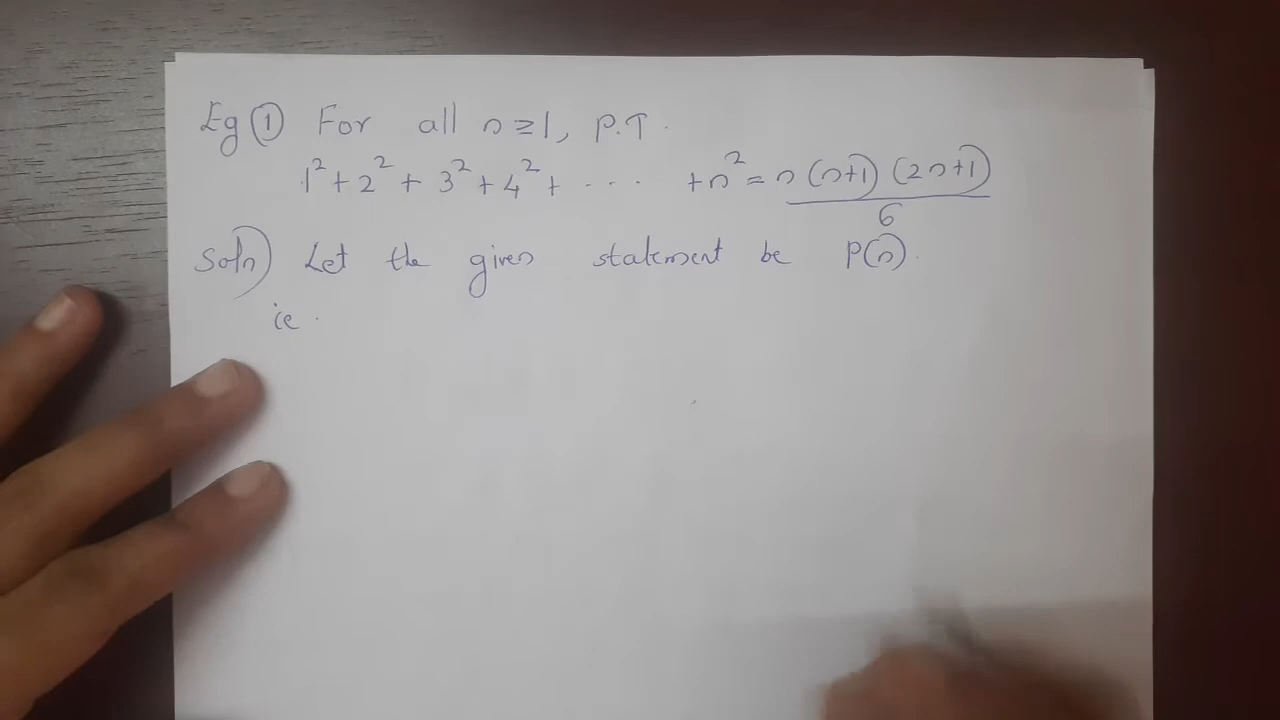 Eg ① For all n ≥ 1, P.T.
1² + 2² + 3² + 4² + .... + n² = n(n+1)(2n+1)/6
Soln) Let the given statement be P(n).
ie.